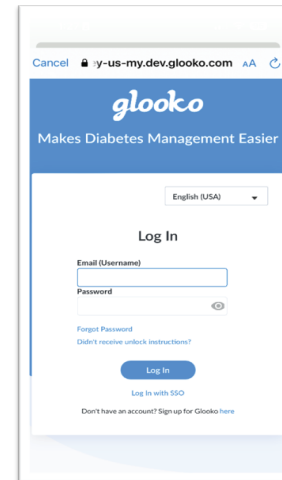 Cancel y-us-my.dev.glooko.com AA
glooko
Makes Diabetes Management Easier
English (USA)
Log In
Email (Username)
Password
Forgot Password
Didn't receive unlock instructions?
Log In
Log In with SSO
Don't have an account? Sign up for Glooko here